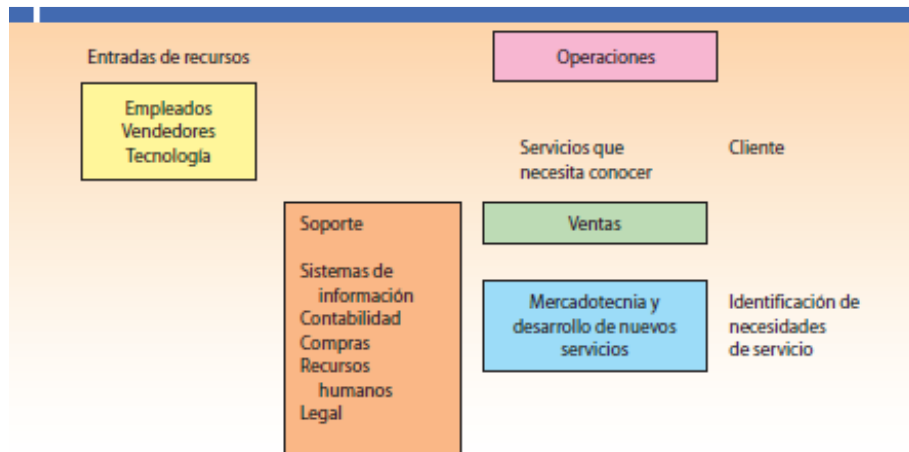 Entradas de recursos
Operaciones
Empleados
Vendedores
Tecnología
Servicios que
necesita conocer
Cliente
Soporte
Sistemas de
información
Contabilidad
Compras
Recursos
humanos
Legal
Ventas
Mercadotecnia y
desarrollo de nuevos
servicios
Identificación de
necesidades
de servicio